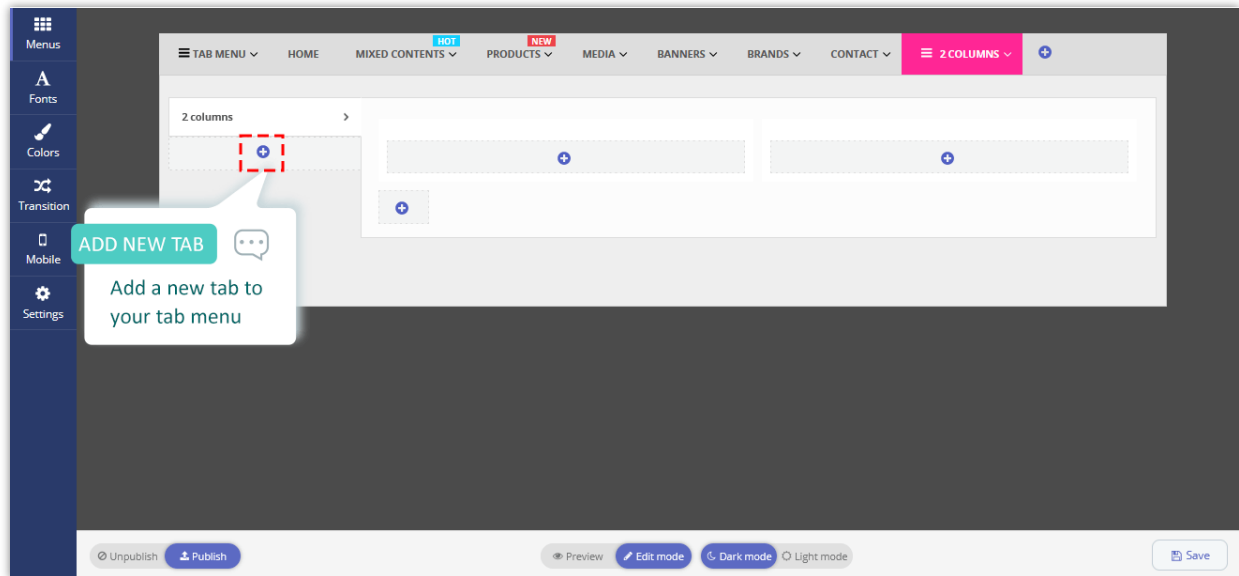 Menus
Fonts
Colors
Transition
Mobile
Settings
TAB MENU HOME MIXED CONTENTS HOT PRODUCTS NEW MEDIA BANNERS BRANDS CONTACT 2 COLUMNS
2 columns
ADD NEW TAB
Add a new tab to
your tab menu
Unpublish Publish Preview Edit mode Dark mode Light mode Save